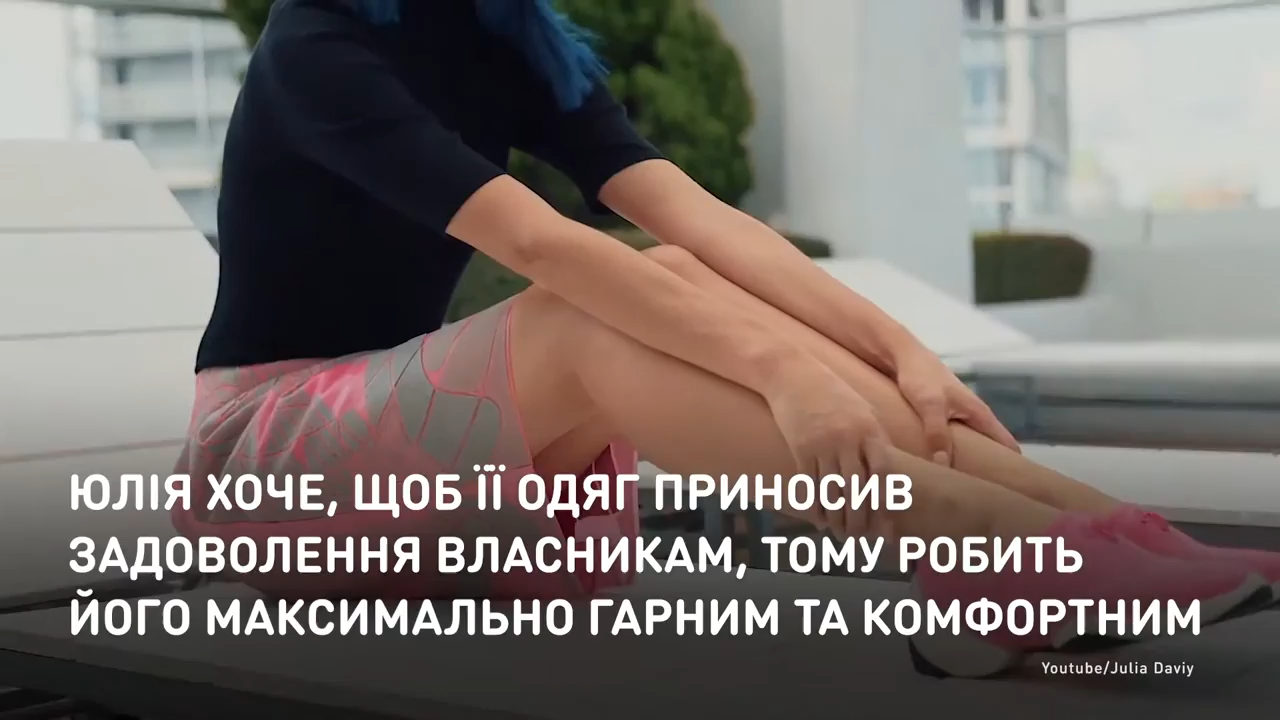 ЮЛІЯ ХОЧЕ, ЩОБ ЇЇ ОДЯГ ПРИНОСИВ
ЗАДОВОЛЕННЯ ВЛАСНИКАМ, ТОМУ РОБИТЬ
ЙОГО МАКСИМАЛЬНО ГАРНИМ ТА КОМФОРТНИМ
Youtube/Julia Daviy